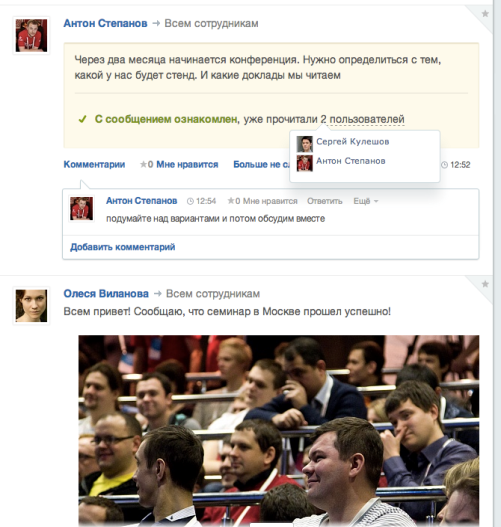 Антон Степанов → Всем сотрудникам
Через два месяца начинается конференция. Нужно определиться с тем,
какой у нас будет стенд. И какие доклады мы читаем
С сообщением ознакомлен, уже прочитали 2 пользователей
Сергей Кулешов
Антон Степанов
Комментарии 0 Мне нравится Больше не 12:52
Антон Степанов 12:54 0 Мне нравится Ответить Ещё
подумайте над вариантами и потом обсудим вместе
Добавить комментарий
Олеся Виланова → Всем сотрудникам
Всем привет! Сообщаю, что семинар в Москве прошел успешно!